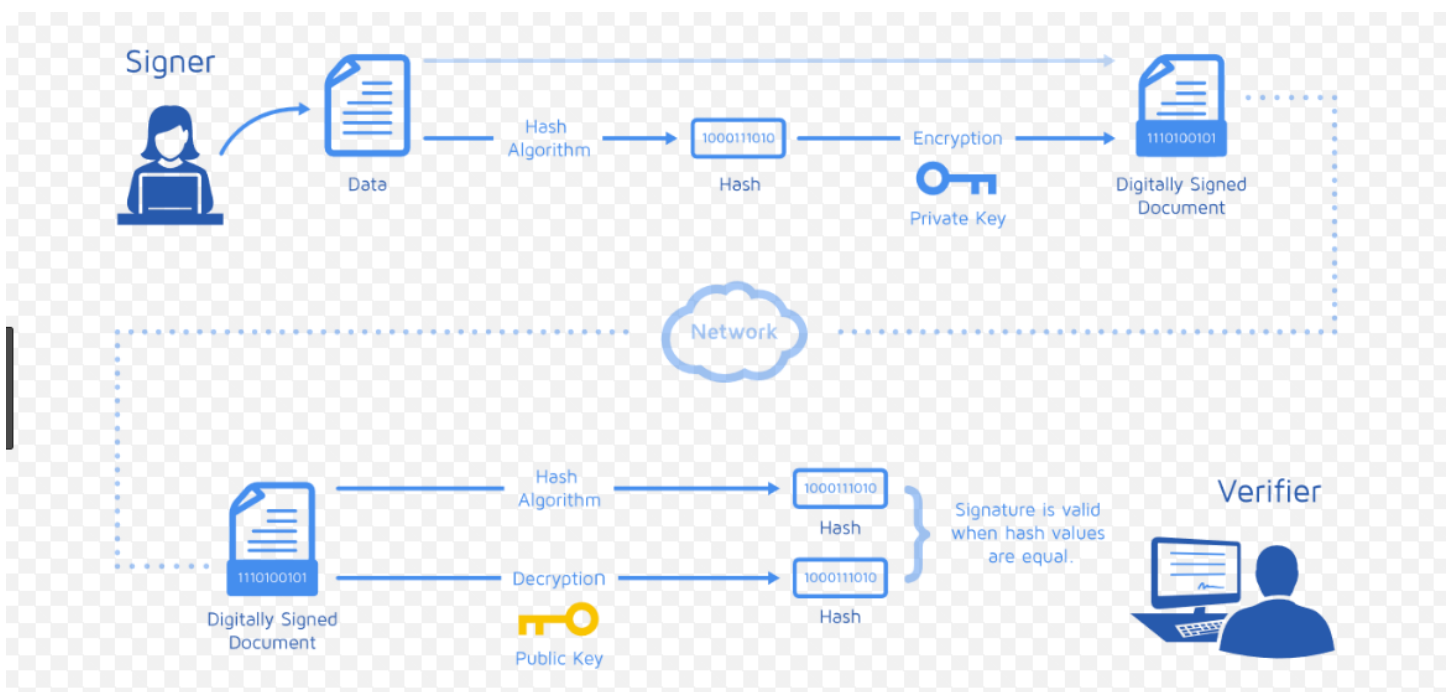 Signer
Data
Hash
Algorithm
1000111010
Hash
Encryption
Private Key
1110100101
Digitally Signed
Document
Network
1110100101
Digitally Signed
Document
Hash
Algorithm
1000111010
Hash
Decryption
Public Key
1000111010
Hash
Signature is valid
when hash values
are equal.
Verifier